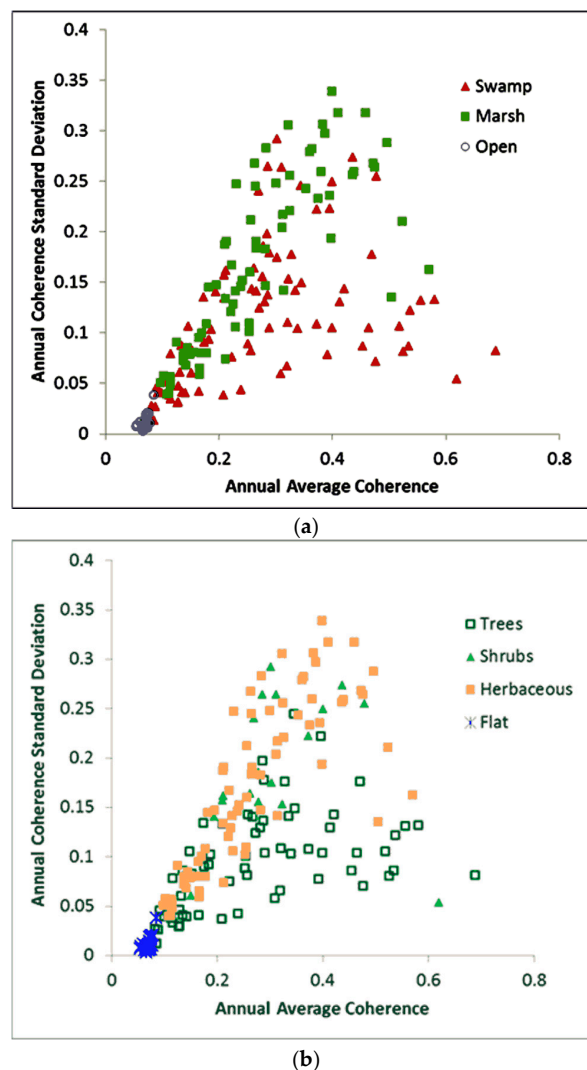 0.4
0.35
0.3
0.25
0.2
0.15
0.1
0.05
0
Annual Coherence Standard Deviation
Swamp
Marsh
Open
0 0.2 0.4 0.6 0.8
Annual Average Coherence
(a)
0.4
0.35
0.3
0.25
0.2
0.15
0.1
0.05
0
Annual Coherence Standard Deviation
Trees
Shrubs
Herbaceous
Flat
0 0.2 0.4 0.6 0.8
Annual Average Coherence
(b)